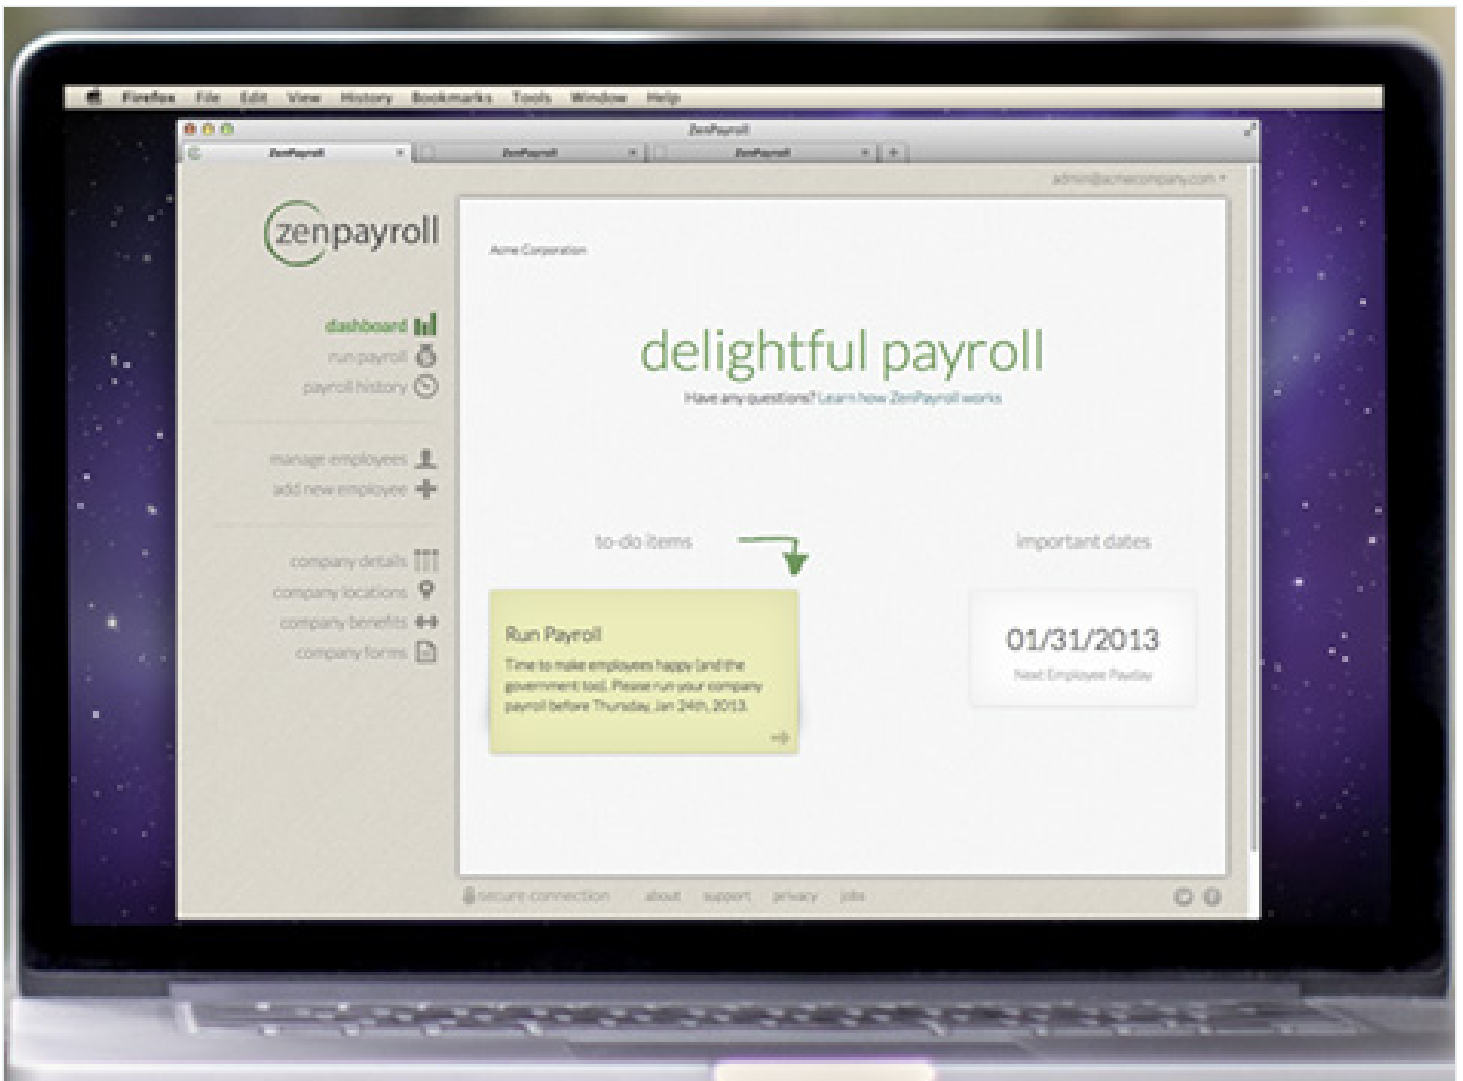 Firefox File Edit View History Bookmarks Tools Window Help
ZenPayroll
ZenPayroll ZenPayroll ZenPayroll
admin@acmecompany.com
zenpayroll
Acme Corporation
dashboard
run payroll
payroll history
manage employees
add new employee
company details
company locations
company benefits
company forms
delightful payroll
Have any questions? Learn how ZenPayroll works
to-do items
important dates
Run Payroll
Time to make employees happy (and the
government too). Please run your company
payroll before Thursday, Jan 24th, 2013.
01/31/2013
Next Employee Payday
secure connection about support privacy jobs